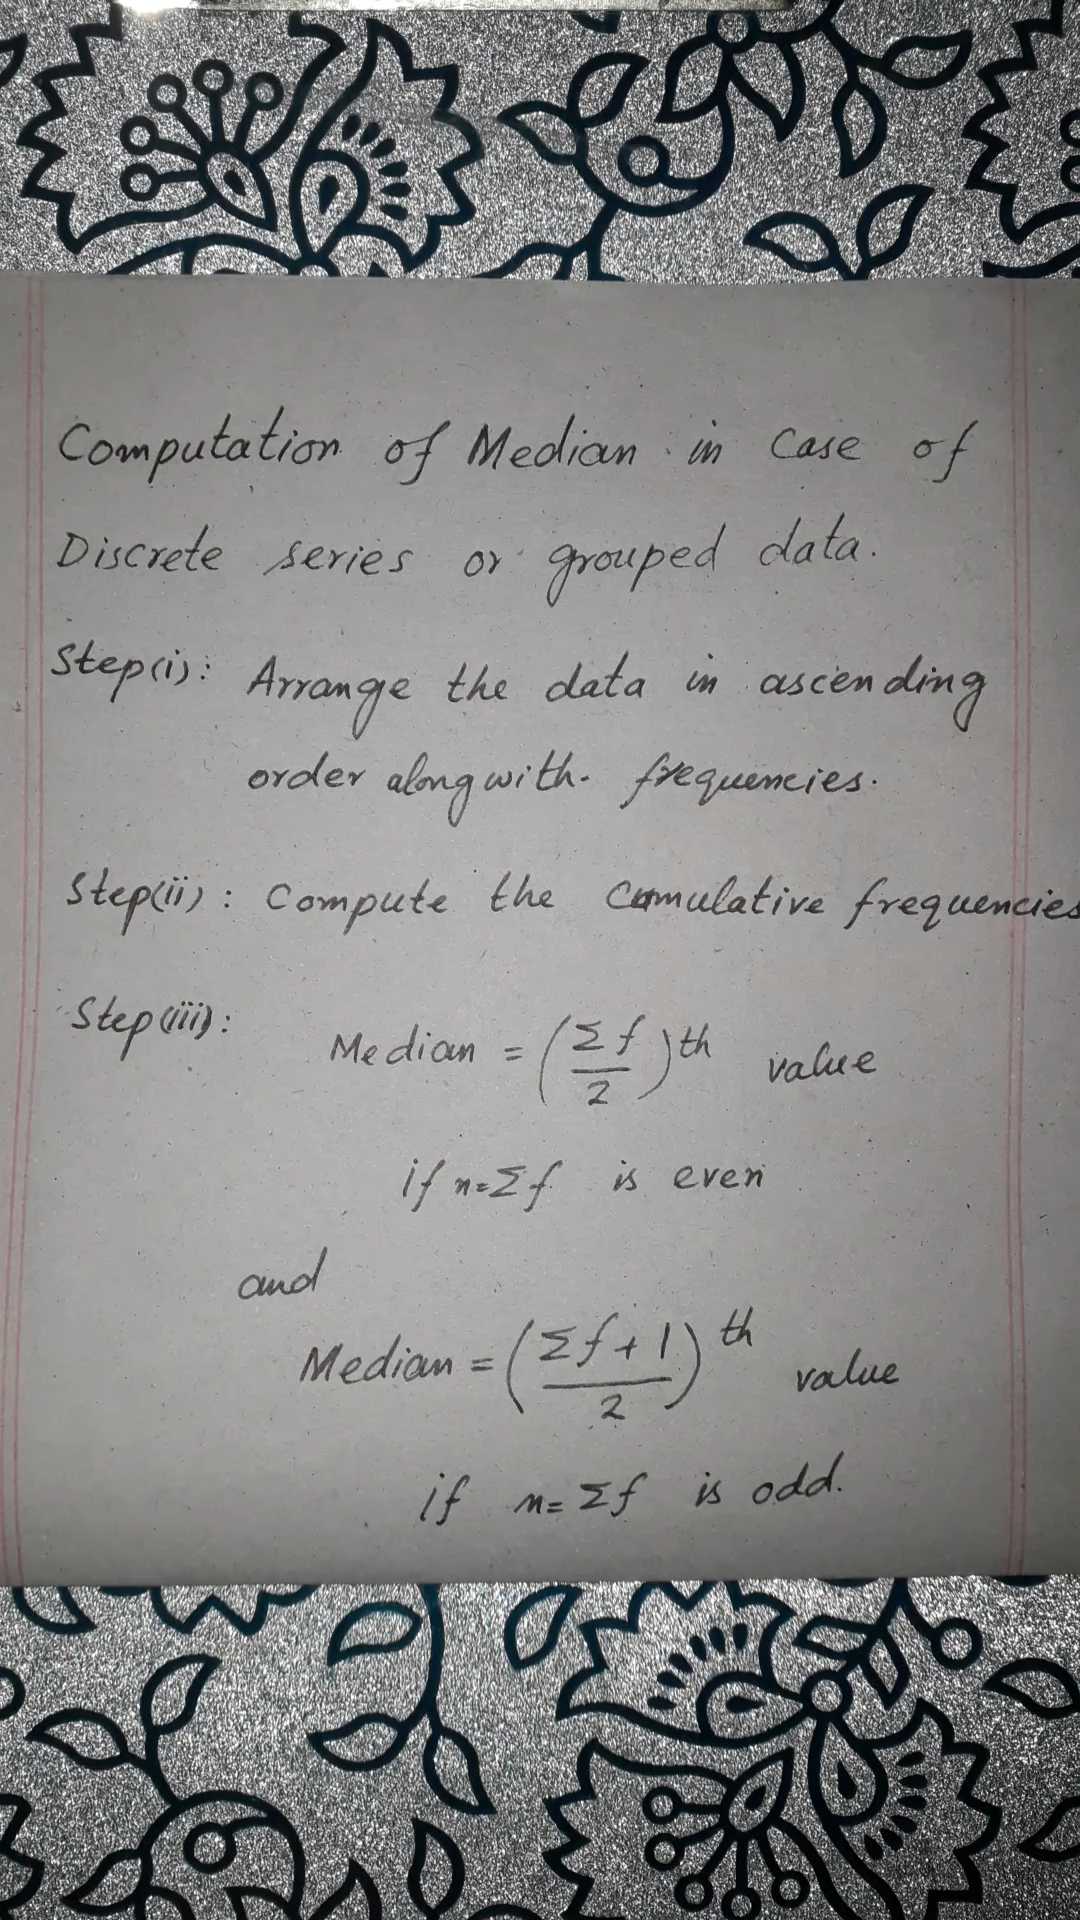 Computation of Median in Case of
Discrete series or grouped data.
Step(i): Arrange the data in ascending
order alongwith frequencies.
Step(ii): Compute the Cumulative frequencies
Step(iii):
Median = (Σf/2)th value
if n=Σf is even
and
Median = (Σf+1/2)th value
if n=Σf is odd.